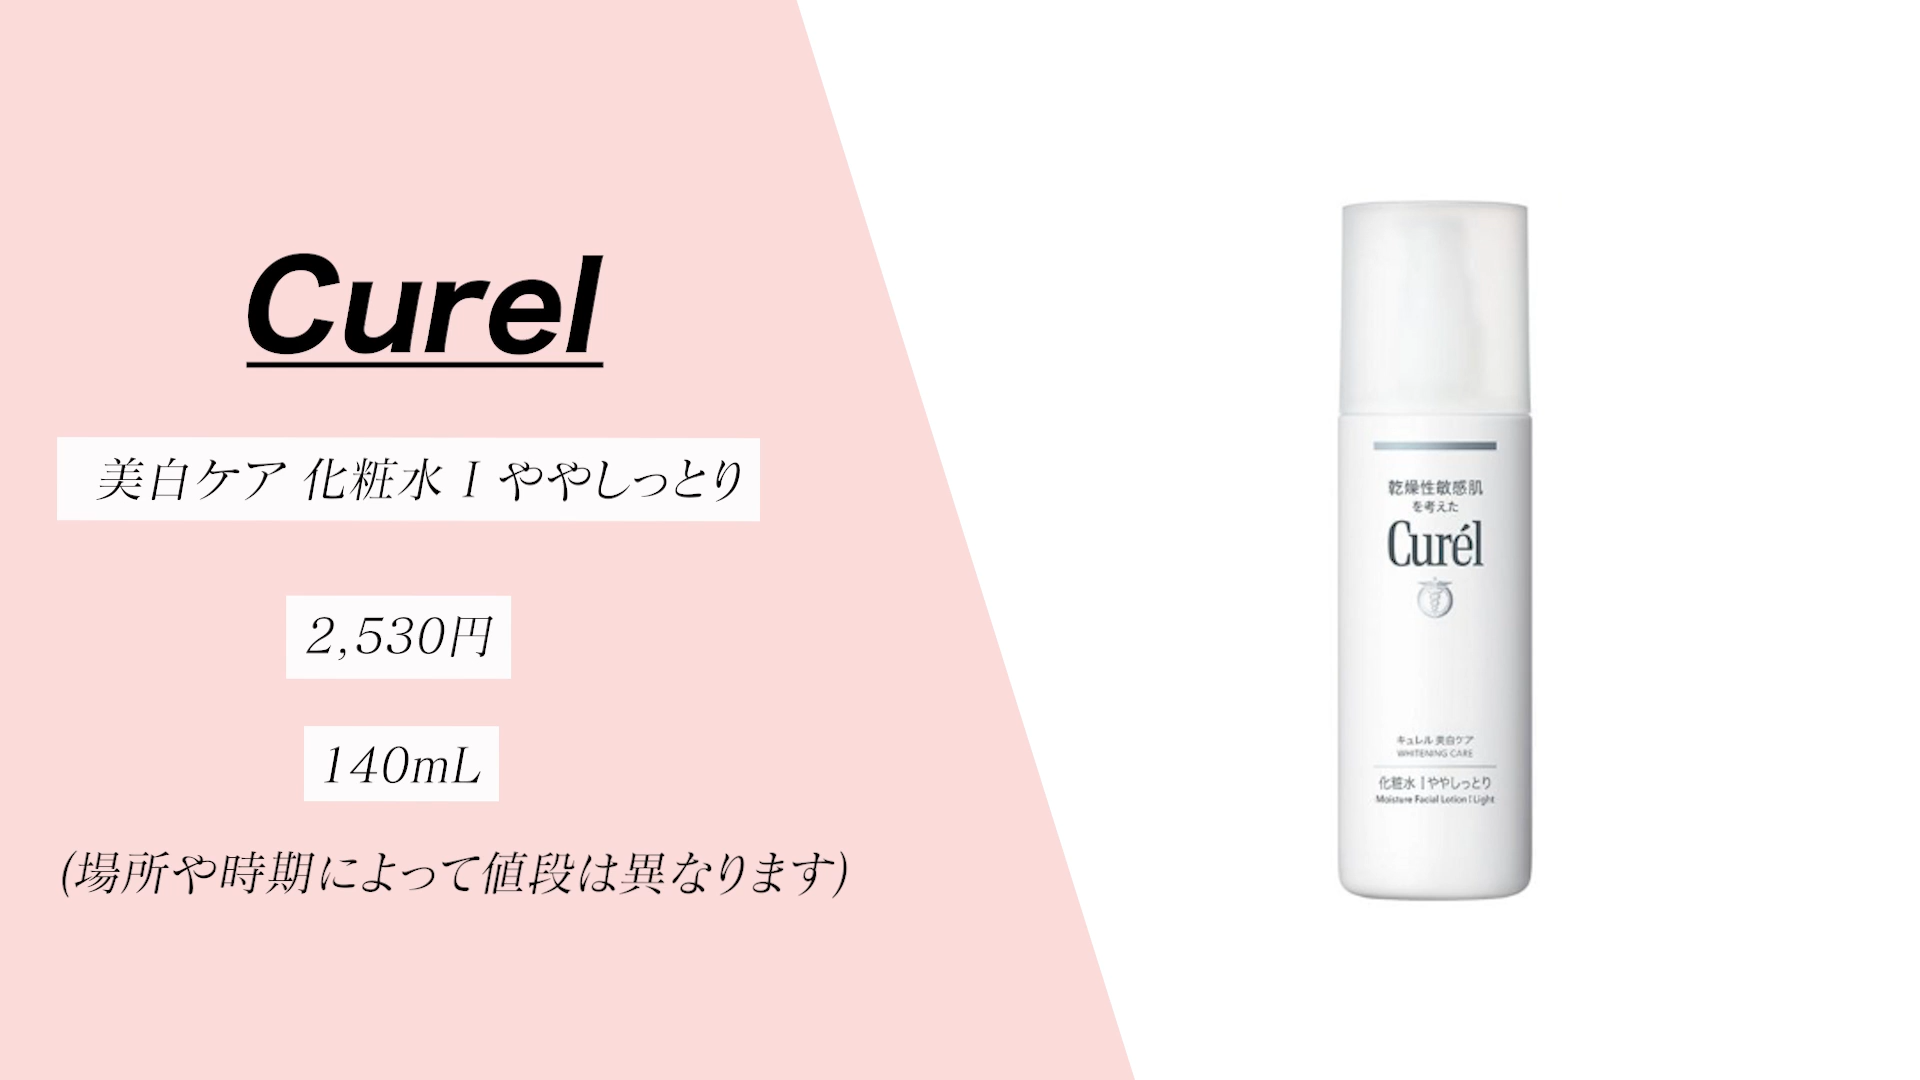 Curel
美白ケア 化粧水 I ややしっとり
2,530円
140mL
(場所や時期によって値段は異なります)
乾燥性敏感肌
を考えた
Curél
キュレル 美白ケア
WHITENING CARE
化粧水 I ややしっとり
Moisture Facial Lotion I Light